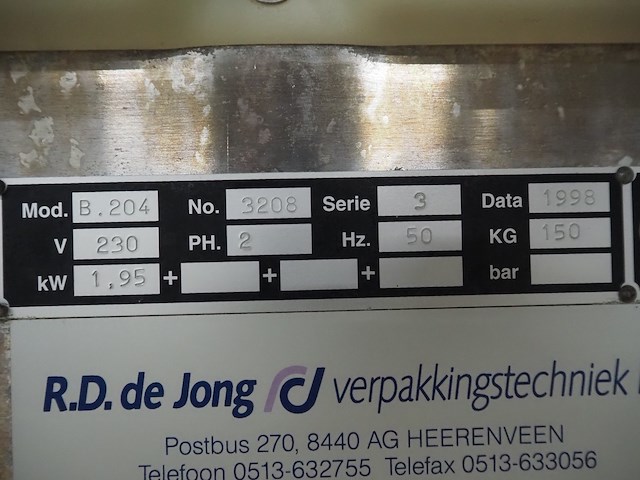 Mod. B.204 No. 3208 Serie 3 Data 1998
V 230 PH. 2 Hz. 50 KG 150
kW 1,95 + + + bar
R.D. de Jong verpakkingstechniek
Postbus 270, 8440 AG HEERENVEEN
Telefoon 0513-632755 Telefax 0513-633056